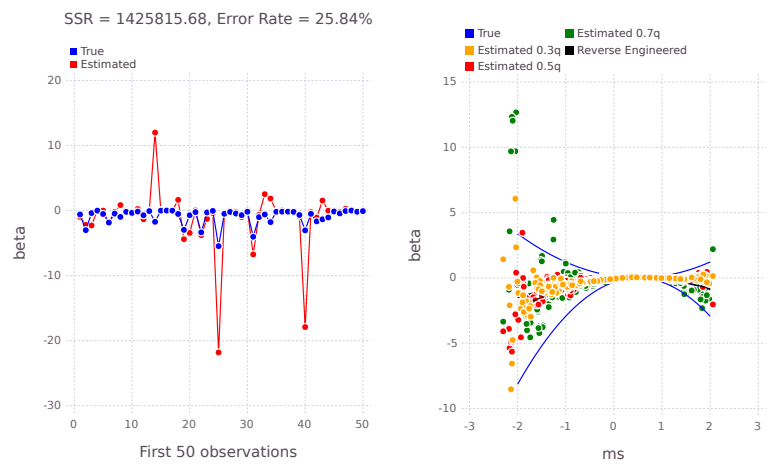 SSR = 1425815.68, Error Rate = 25.84%
True
Estimated
20
10
0
-10
-20
-30
beta
0
10
20
30
40
50
First 50 observations
True
Estimated 0.7q
Estimated 0.3q
Reverse Engineered
Estimated 0.5q
15
10
5
0
-5
-10
beta
-3
-2
-1
0
1
2
3
ms